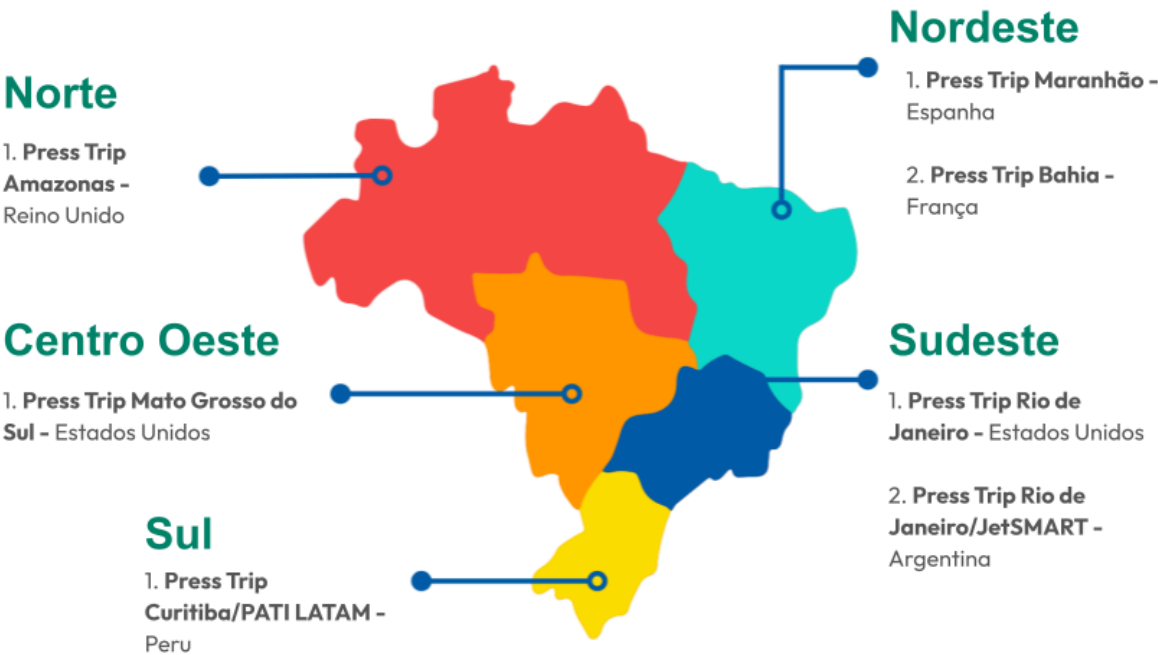 Norte
1. Press Trip
Amazonas -
Reino Unido
Nordeste
1. Press Trip Maranhão -
Espanha
2. Press Trip Bahia -
França
Centro Oeste
1. Press Trip Mato Grosso do
Sul - Estados Unidos
Sudeste
1. Press Trip Rio de
Janeiro - Estados Unidos
2. Press Trip Rio de
Janeiro/JetSMART -
Argentina
Sul
1. Press Trip
Curitiba/PATI LATAM -
Peru